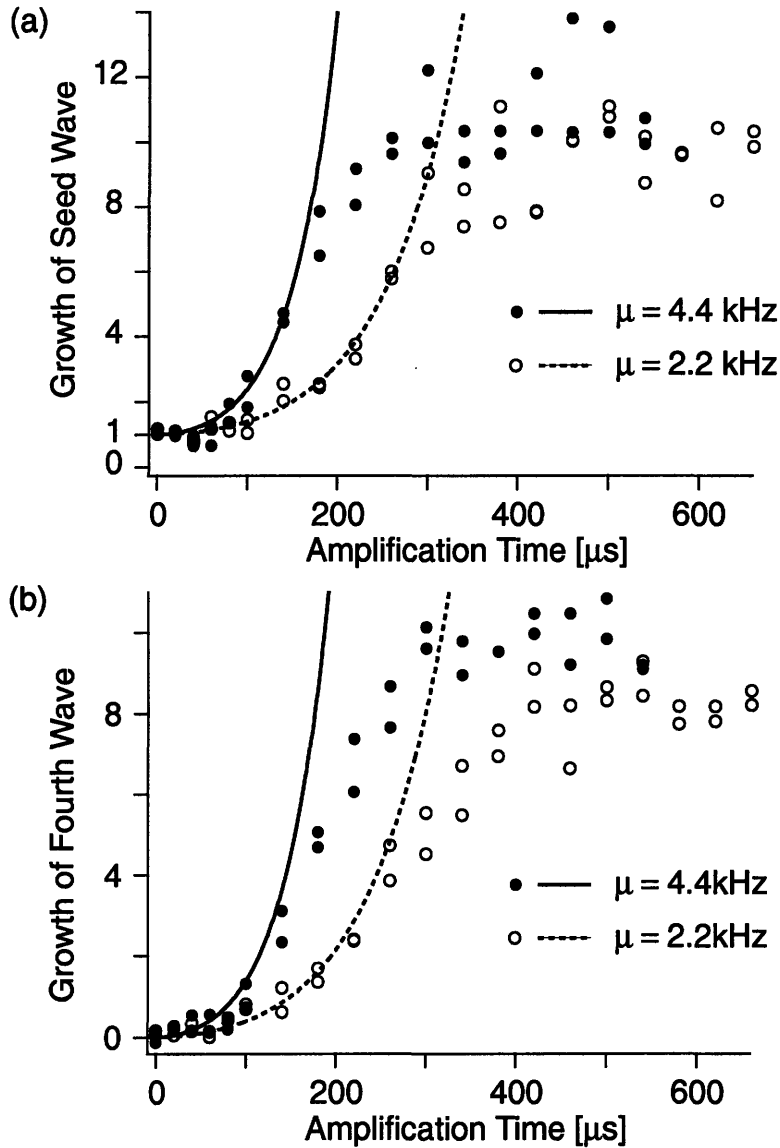 (a)
12
8
4
1
0
Growth of Seed Wave
μ = 4.4 kHz
μ = 2.2 kHz
0 200 400 600
Amplification Time [μs]
(b)
8
4
0
Growth of Fourth Wave
μ = 4.4kHz
μ = 2.2kHz
0 200 400 600
Amplification Time [μs]